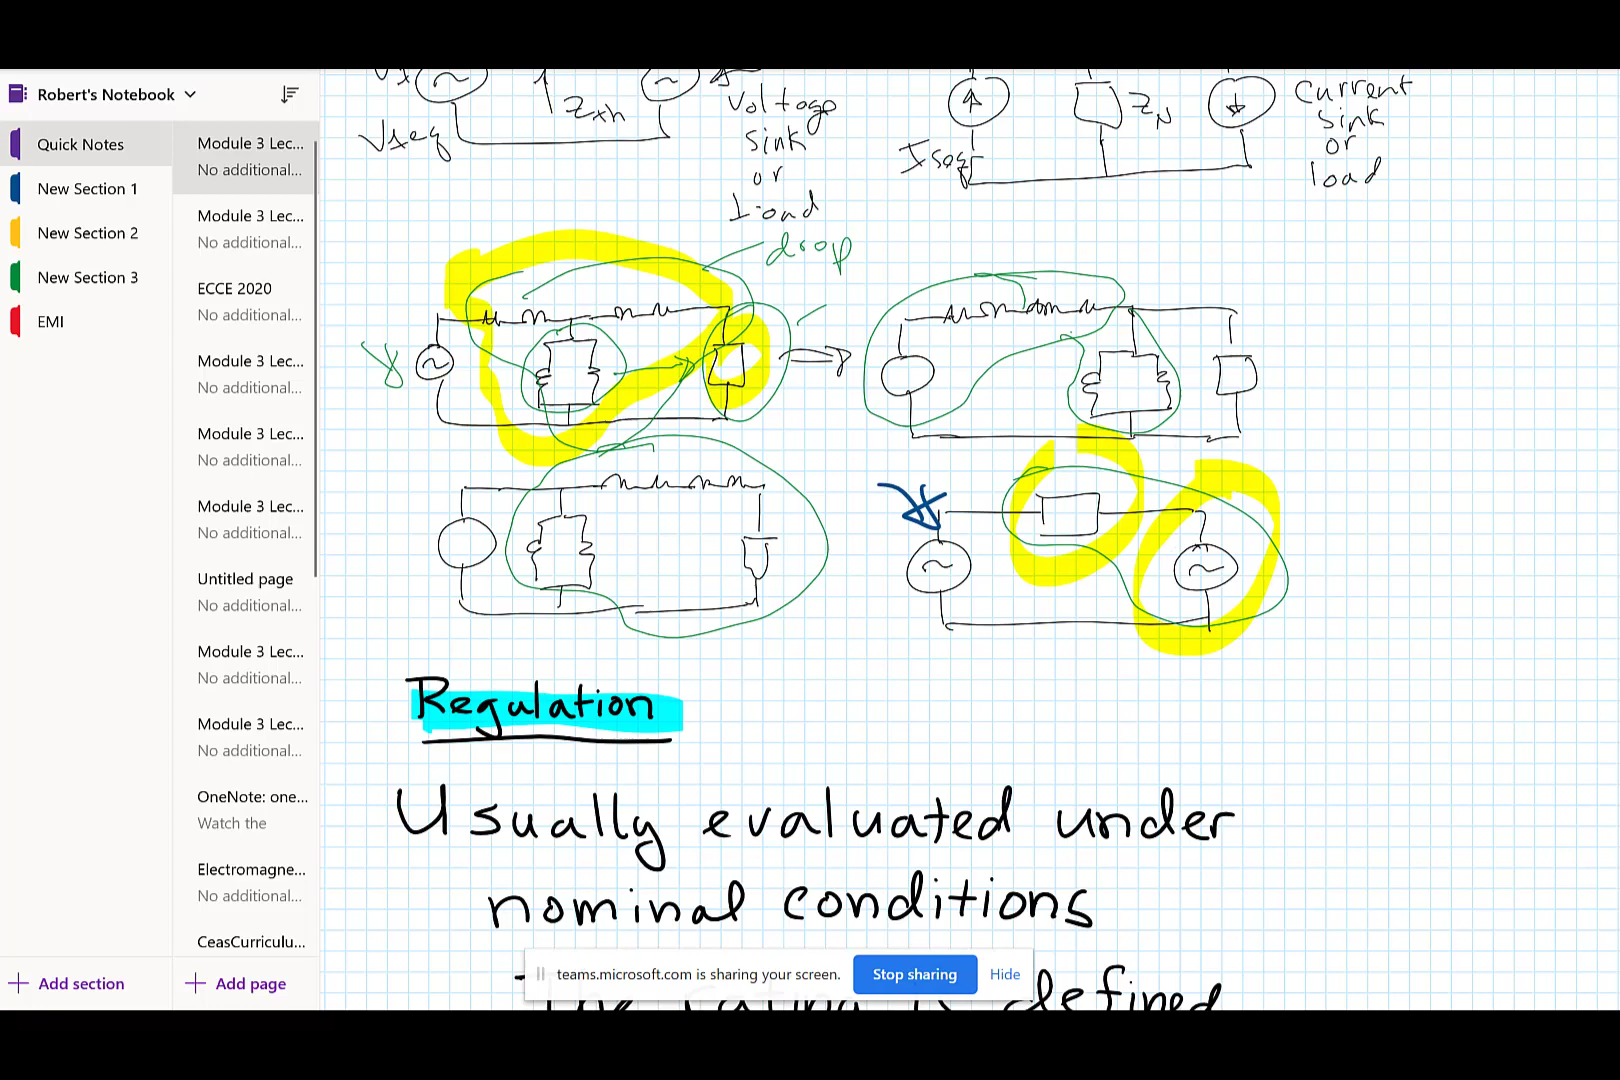 Robert's Notebook
Quick Notes
New Section 1
New Section 2
New Section 3
EMI
Add section
Module 3 Lec...
No additional...
Module 3 Lec...
No additional...
ECCE 2020
No additional...
Module 3 Lec...
No additional...
Module 3 Lec...
No additional...
Module 3 Lec...
No additional...
Untitled page
No additional...
Module 3 Lec...
No additional...
Module 3 Lec...
No additional...
OneNote: one...
Watch the
Electromagne...
No additional...
CeasCurriculu...
Add page
Voltage
sink
or
Load
ZN
Current
sink
or
load
drop
Regulation
Usually evaluated under
nominal conditions
The rating is defined
teams.microsoft.com is sharing your screen.
Stop sharing
Hide